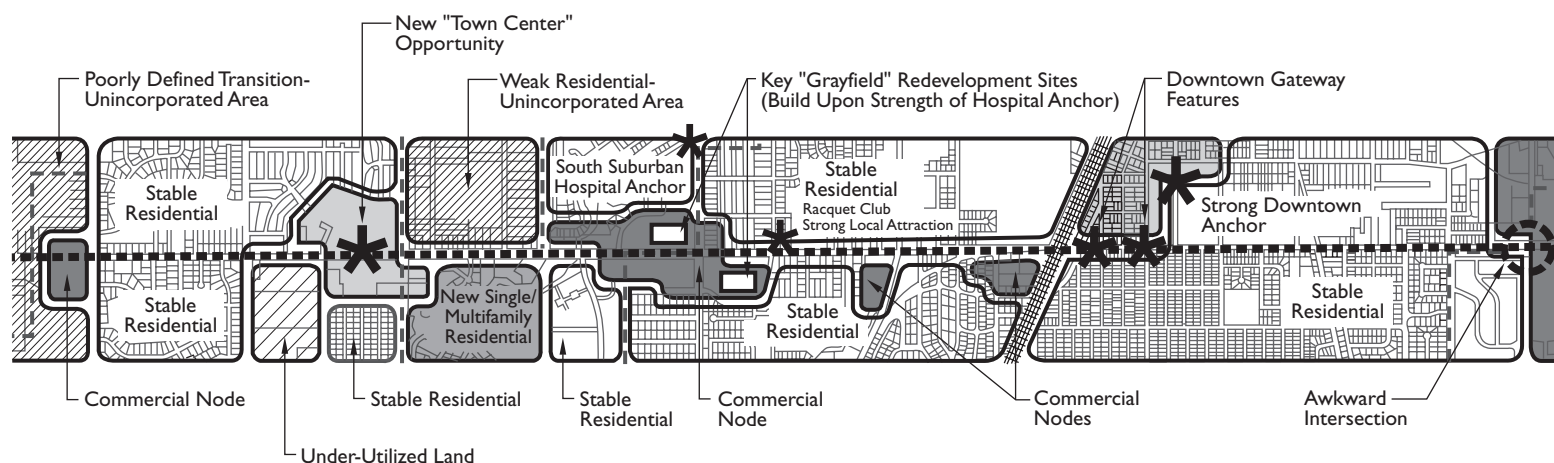 New "Town Center"
Opportunity
Poorly Defined Transition-
Unincorporated Area
Weak Residential-
Unincorporated Area
Key "Grayfield" Redevelopment Sites
(Build Upon Strength of Hospital Anchor)
Downtown Gateway
Features
Stable
Residential
South Suburban
Hospital Anchor
Stable
Residential
Racquet Club
Strong Local Attraction
Strong Downtown
Anchor
Stable
Residential
New Single/
Multifamily
Residential
Stable
Residential
Stable
Residential
Commercial Node
Stable Residential
Stable
Residential
Commercial
Node
Commercial
Nodes
Awkward
Intersection
Under-Utilized Land